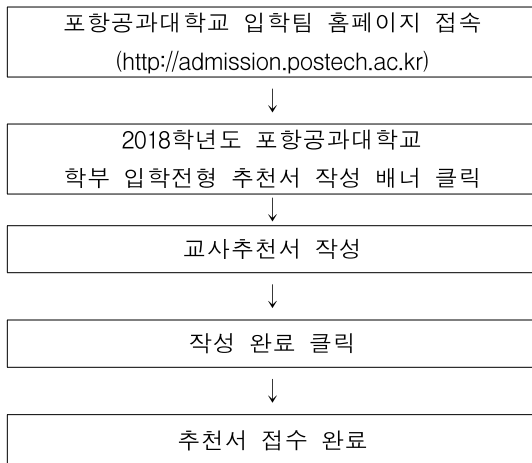 포항공과대학교 입학팀 홈페이지 접속
(http://admission.postech.ac.kr)
↓
2018학년도 포항공과대학교
학부 입학전형 추천서 작성 배너 클릭
↓
교사추천서 작성
↓
작성 완료 클릭
↓
추천서 접수 완료